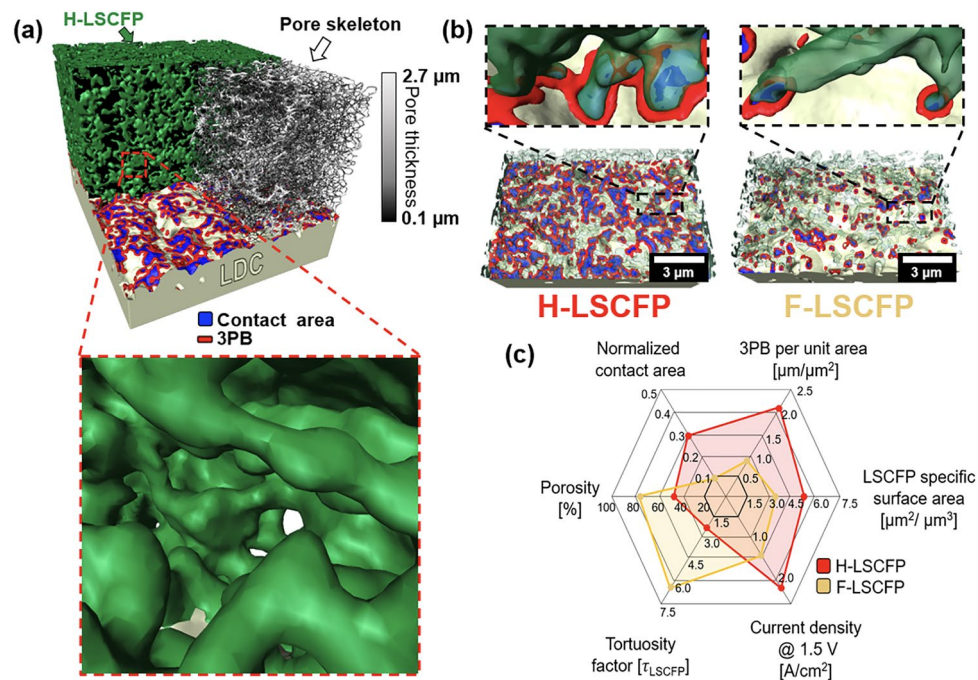 (a)
H-LSCFP
Pore skeleton
2.7 µm
Pore thickness
0.1 µm
LDC
Contact area
3PB
(b)
3 µm
3 µm
H-LSCFP
F-LSCFP
(c)
Normalized
contact area
3PB per unit area
[µm/µm²]
0.5
0.4
0.3
0.2
0.1
2.5
2.0
1.5
1.0
LSCFP specific
surface area
[µm²/ µm³]
1.5
3.0
4.5
6.0
7.5
Porosity
[%]
100
80
60
40
20
1.5
3.0
4.5
6.0
7.5
1.0
2.0
H-LSCFP
F-LSCFP
Tortuosity
factor [τLSCFP]
Current density
@ 1.5 V
[A/cm²]